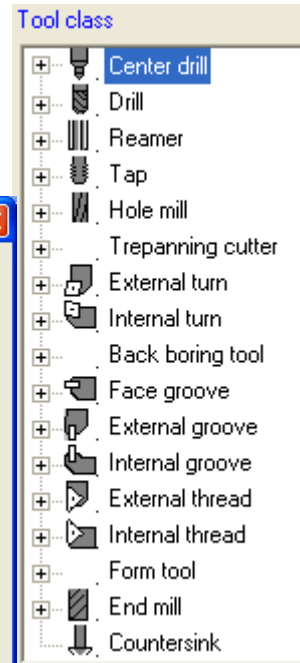 Tool class
Center drill
Drill
Reamer
Tap
Hole mill
Trepanning cutter
External turn
Internal turn
Back boring tool
Face groove
External groove
Internal groove
External thread
Internal thread
Form tool
End mill
Countersink